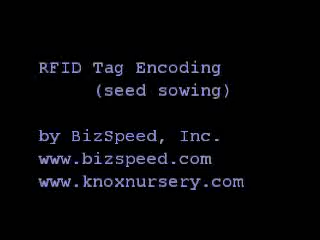 RFID Tag Encoding
(seed sowing)
by BizSpeed, Inc.
www.bizspeed.com
www.knoxnursery.com